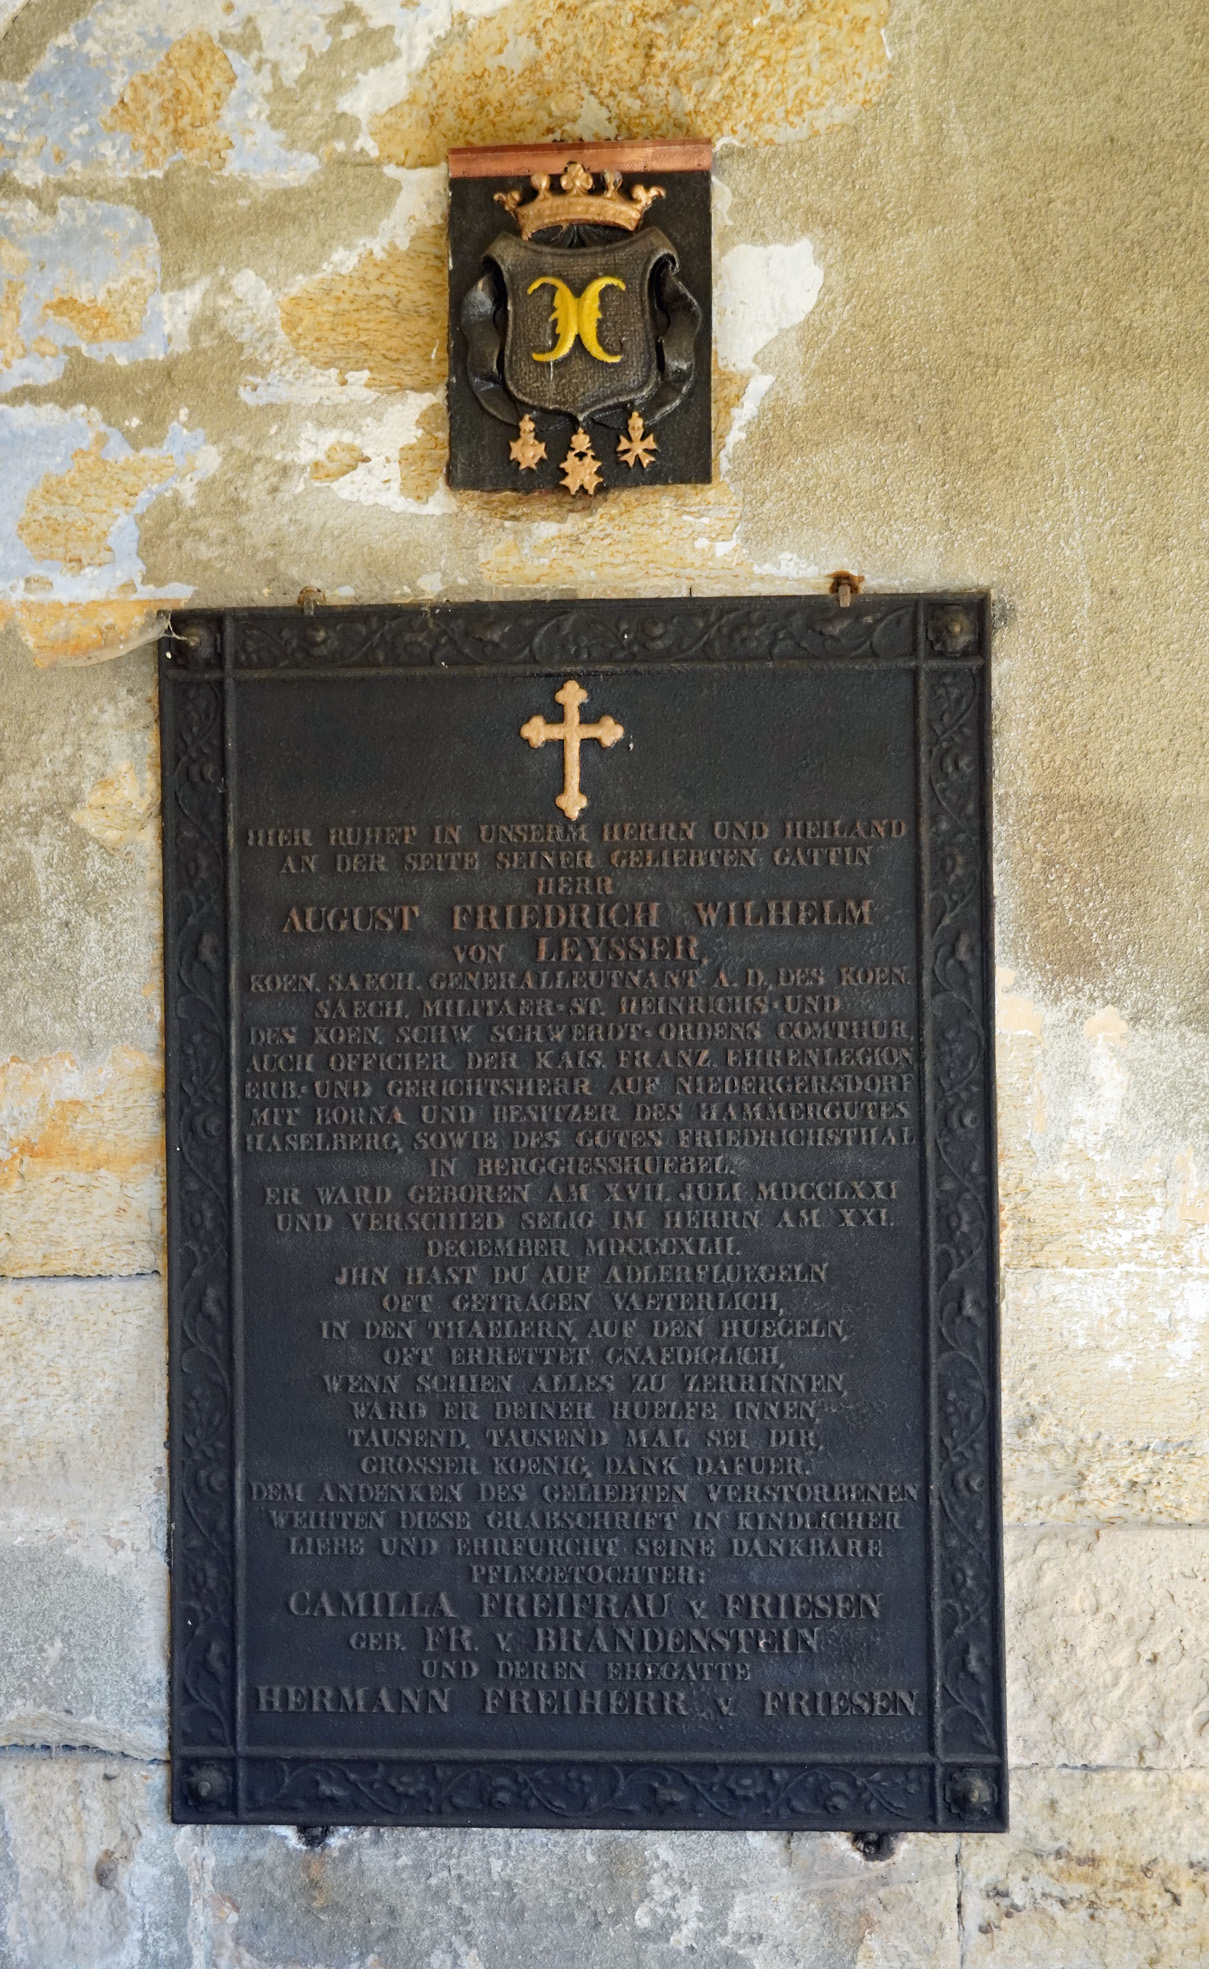 HIER RUHET IN UNSERM HERRN UND HEILAND
AN DER SEITE SEINER GELIEBTEN GATTIN
HERR
AUGUST FRIEDRICH WILHELM
VON LEYSSER,
KOEN. SAECH. GENERALLEUTNANT A. D., DES KOEN.
SAECH. MILITAER-ST. HEINRICHS-UND
DES KOEN. SCHW. SCHWERDT-ORDENS COMTHUR,
AUCH OFFICIER DER KAIS. FRANZ. EHRENLEGION
ERB-UND GERICHTSHERR AUF NIEDERGERSDORF
MIT BORNA UND BESITZER DES HAMMERGUTES
HASELBERG, SOWIE DES GUTES FRIEDRICHSTHAL
IN BERGGIESSHUEBEL.
ER WARD GEBOREN AM XVII. JULI MDCCLXXI
UND VERSCHIED SELIG IM HERRN AM XXI.
DECEMBER MDCCCXLII.
JHN HAST DU AUF ADLERFLUEGELN
OFT GETRAGEN VAETERLICH,
IN DEN THAELERN, AUF DEN HUEGELN,
OFT ERRETTET GNAEDIGLICH,
WENN SCHIEN ALLES ZU ZERRINNEN,
WARD ER DEINER HUELFE INNEN,
TAUSEND, TAUSEND MAL SEI DIR,
GROSSER KOENIG, DANK DAFUER.
DEM ANDENKEN DES GELIEBTEN VERSTORBENEN
WEIHTEN DIESE GRABSCHRIFT IN KINDLICHER
LIEBE UND EHRFURCHT SEINE DANKBARE
PFLEGETOCHTER:
CAMILLA FREIFRAU v. FRIESEN
GEB. FR. v. BRANDENSTEIN
UND DEREN EHEGATTE
HERMANN FREIHERR v. FRIESEN.